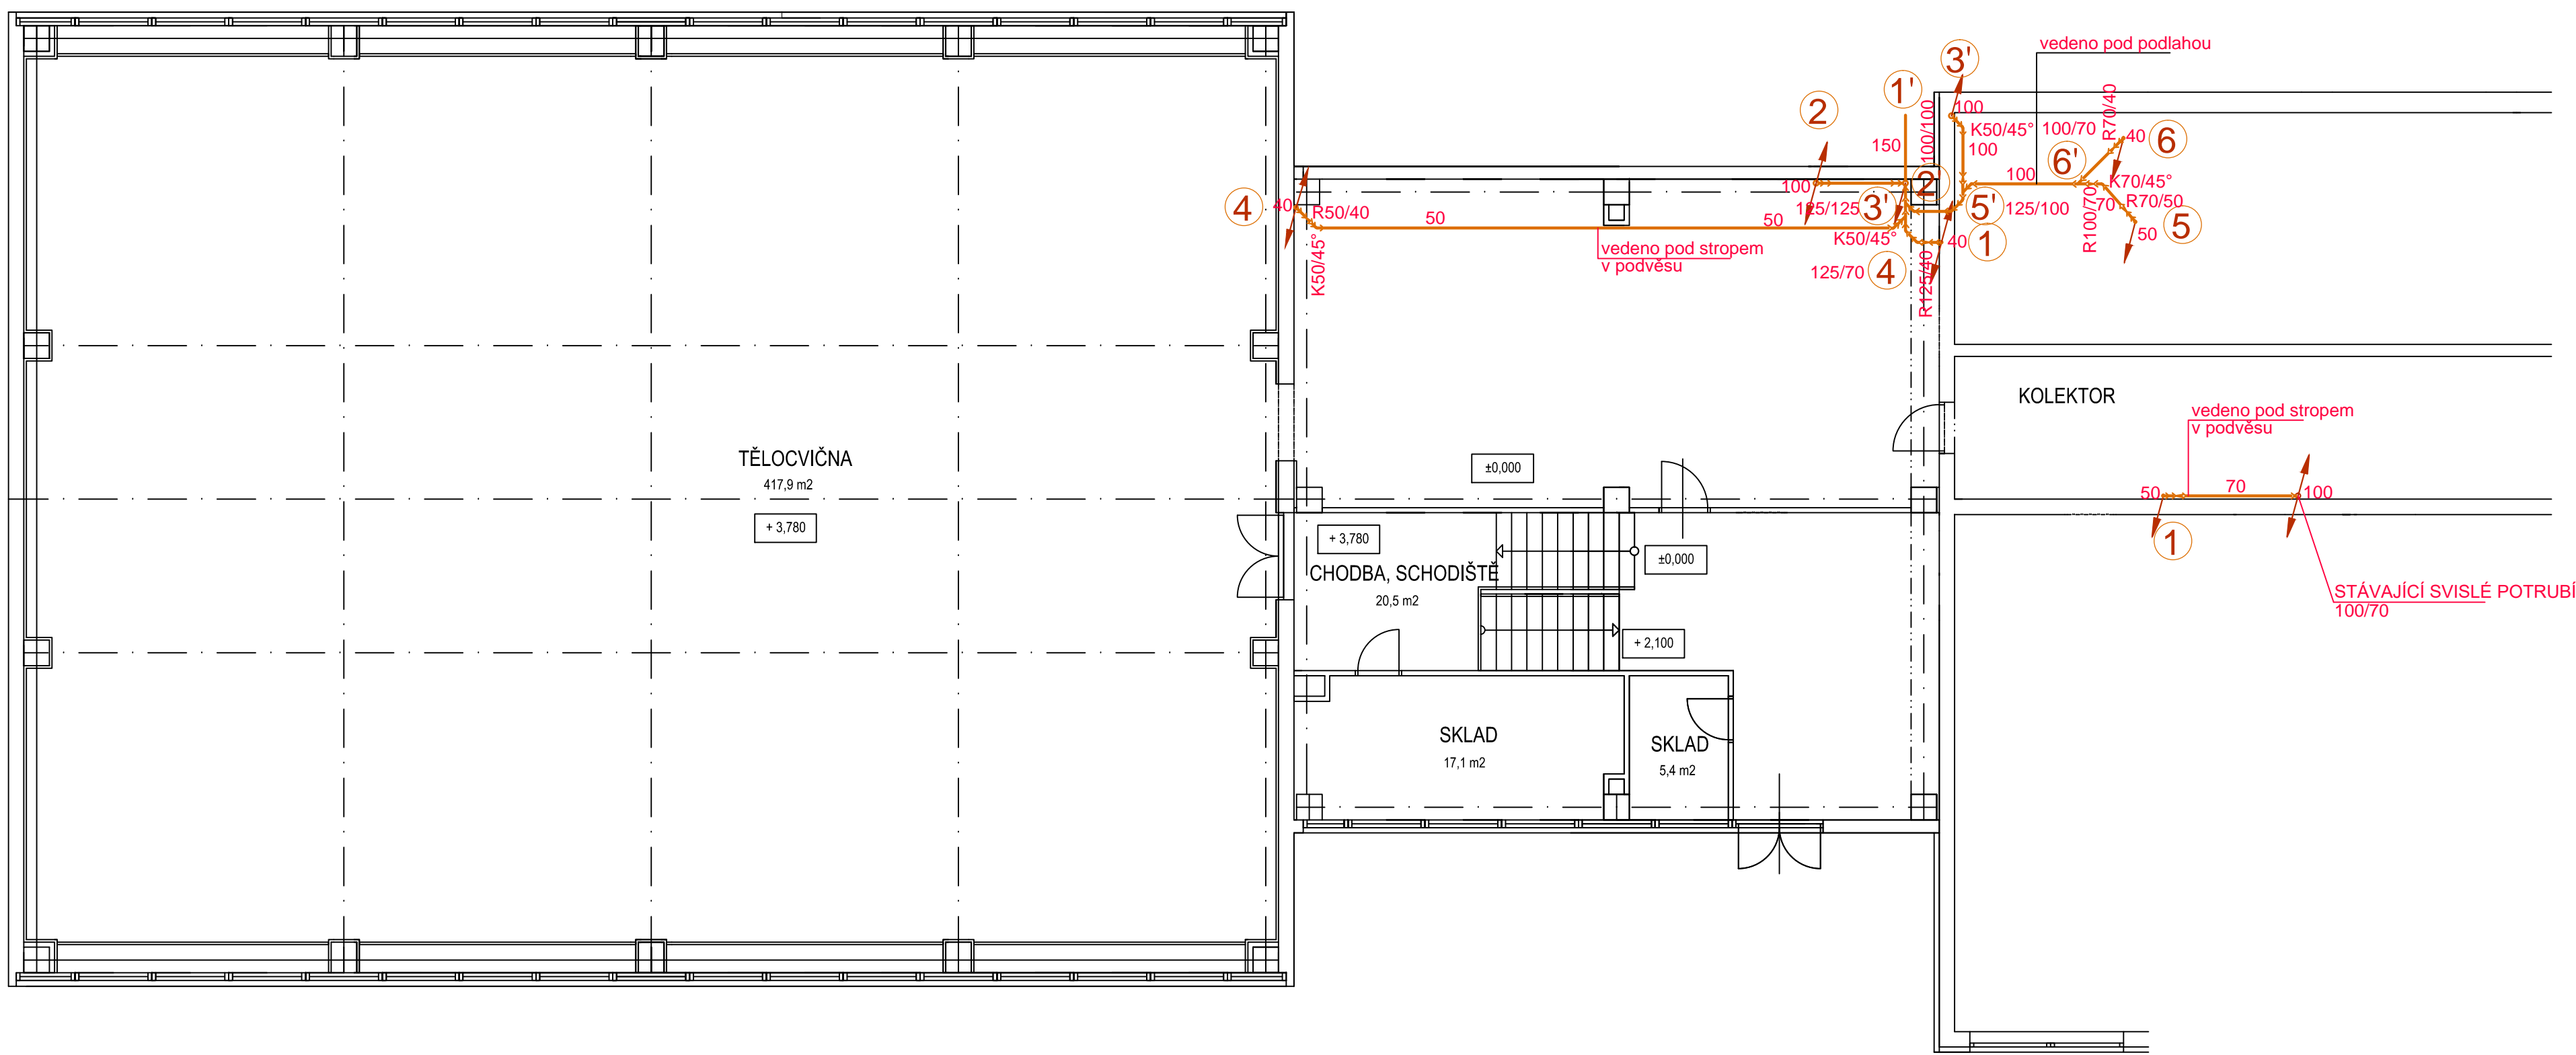 vedeno pod podlahou
3'
1'
2
100
K50/45°
100/70
R70/40
40
6
150
100/100
100
6'
100
K70/45°
100
2'
4
40
R50/40
50
50
125/125
3'
5'
125/100
R100/70
70
R70/50
5
50
K50/45°
vedeno pod stropem
v podvěsu
K50/45°
40
1
125/70
4
R125/40
KOLEKTOR
vedeno pod stropem
v podvěsu
TĚLOCVIČNA
417,9 m2
+ 3,780
±0,000
50
70
100
1
+ 3,780
±0,000
CHODBA, SCHODIŠTĚ
20,5 m2
STÁVAJÍCÍ SVISLÉ POTRUBÍ
100/70
+ 2,100
SKLAD
17,1 m2
SKLAD
5,4 m2